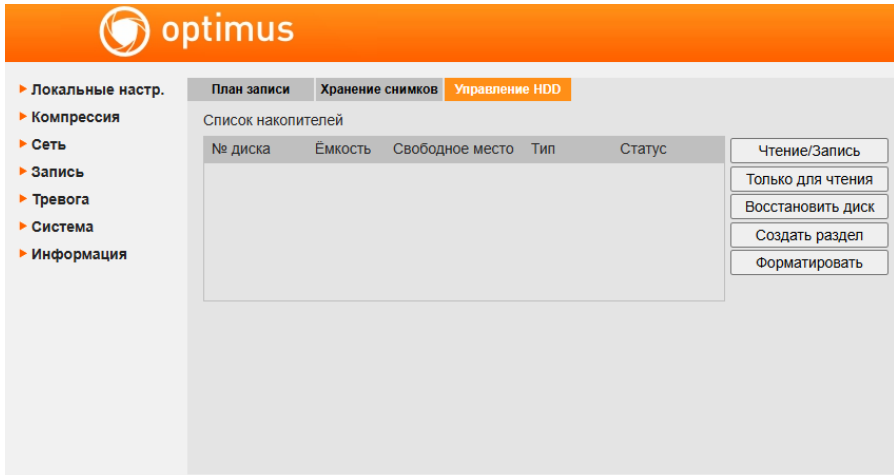 optimus
Локальные настр.
Компрессия
Сеть
Запись
Тревога
Система
Информация
План записи Хранение снимков Управление HDD
Список накопителей
№ диска Ёмкость Свободное место Тип Статус
Чтение/Запись
Только для чтения
Восстановить диск
Создать раздел
Форматировать